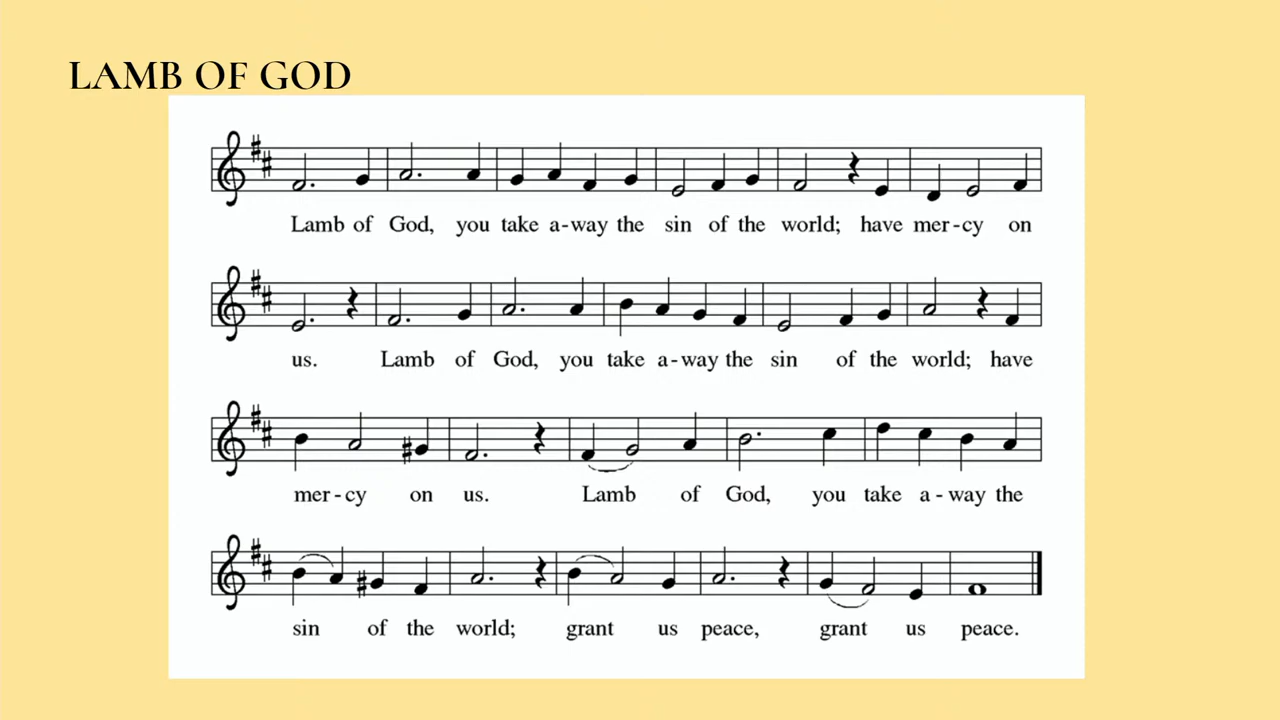 LAMB OF GOD
Lamb of God, you take a-way the sin of the world; have mer-cy on
us. Lamb of God, you take a-way the sin of the world; have
mer-cy on us. Lamb of God, you take a-way the
sin of the world; grant us peace, grant us peace.